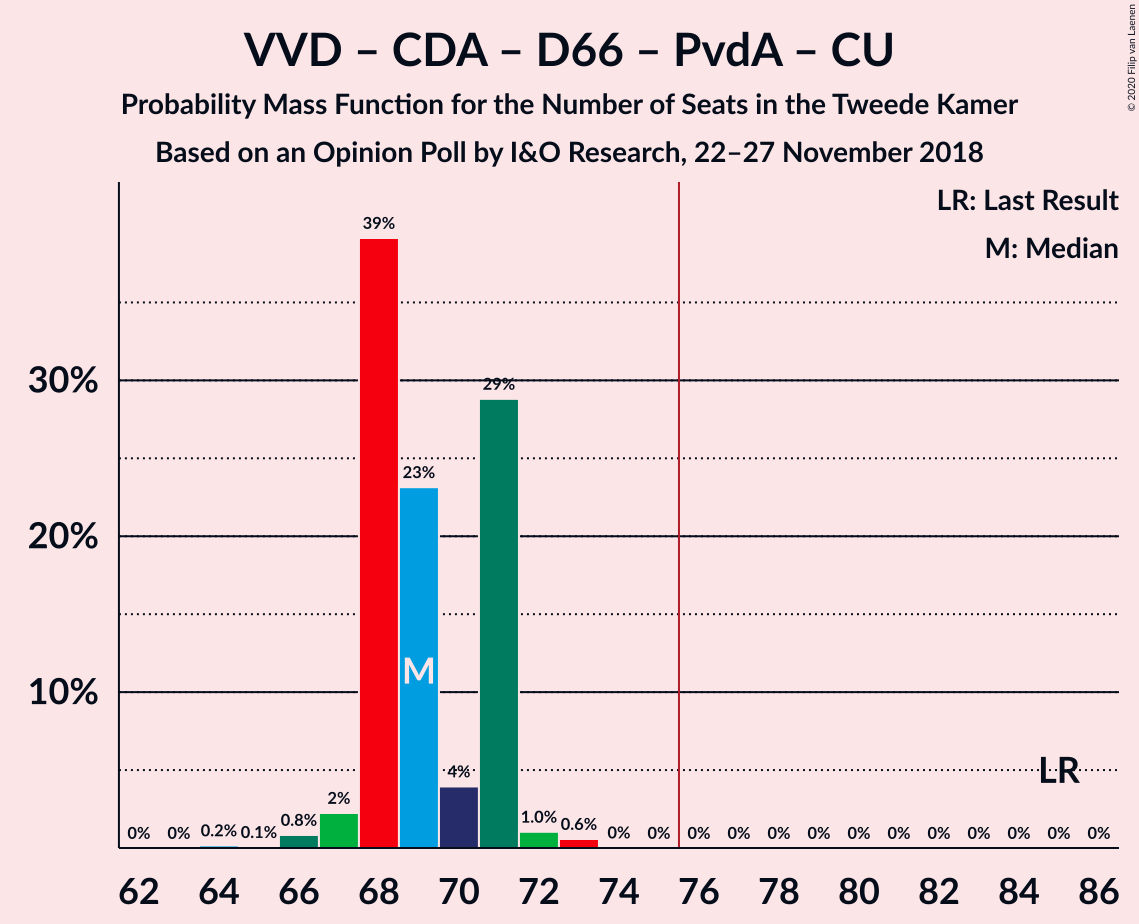 VVD – CDA – D66 – PvdA – CU
Probability Mass Function for the Number of Seats in the Tweede Kamer
Based on an Opinion Poll by I&O Research, 22–27 November 2018
© 2020 Filip van Laenen
LR: Last Result
M: Median
39%
30%
29%
23%
20%
M
10%
LR
4%
2%
0% 0% 0.2% 0.1% 0.8% 1.0% 0.6% 0% 0% 0% 0% 0% 0% 0% 0% 0% 0% 0% 0% 0%
62 64 66 68 70 72 74 76 78 80 82 84 86